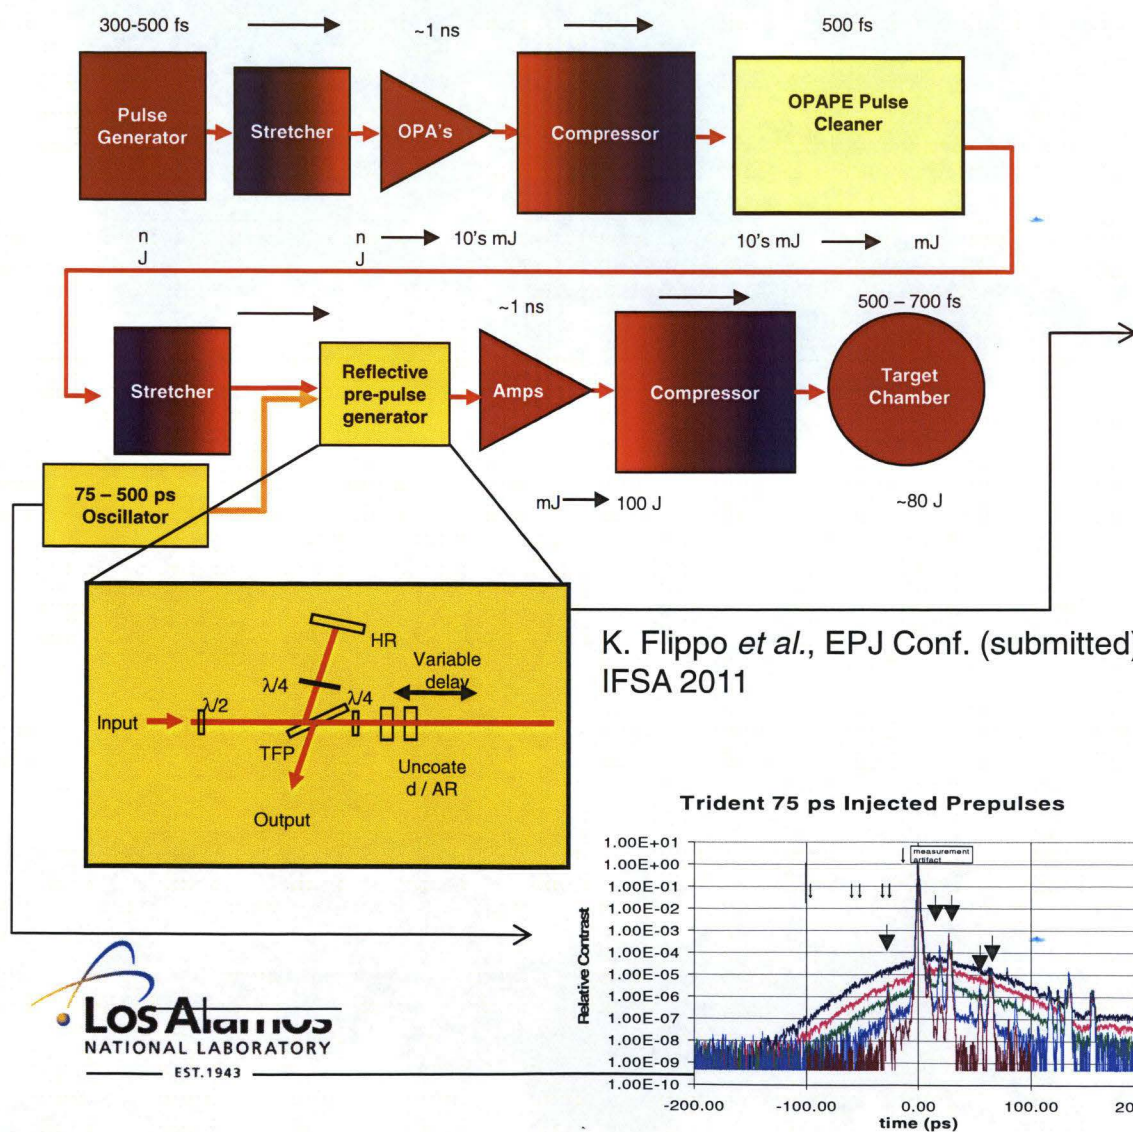 300-500 fs
~1 ns
500 fs
Pulse
Generator
Stretcher
OPA's
Compressor
OPAPE Pulse
Cleaner
n
J
n
J
10's mJ
10's mJ
mJ
~1 ns
500 – 700 fs
Stretcher
Reflective
pre-pulse
generator
Amps
Compressor
Target
Chamber
75 – 500 ps
Oscillator
mJ
100 J
~80 J
HR
λ/4
Variable
delay
λ/2
λ/4
Input
TFP
Uncoate
d / AR
Output
K. Flippo et al., EPJ Conf. (submitted)
IFSA 2011
Trident 75 ps Injected Prepulses
Relative Contrast
1.00E+01
1.00E+00
1.00E-01
1.00E-02
1.00E-03
1.00E-04
1.00E-05
1.00E-06
1.00E-07
1.00E-08
1.00E-09
1.00E-10
measurement
artifact
-200.00
-100.00
0.00
100.00
time (ps)
Los Alamos
NATIONAL LABORATORY
EST.1943